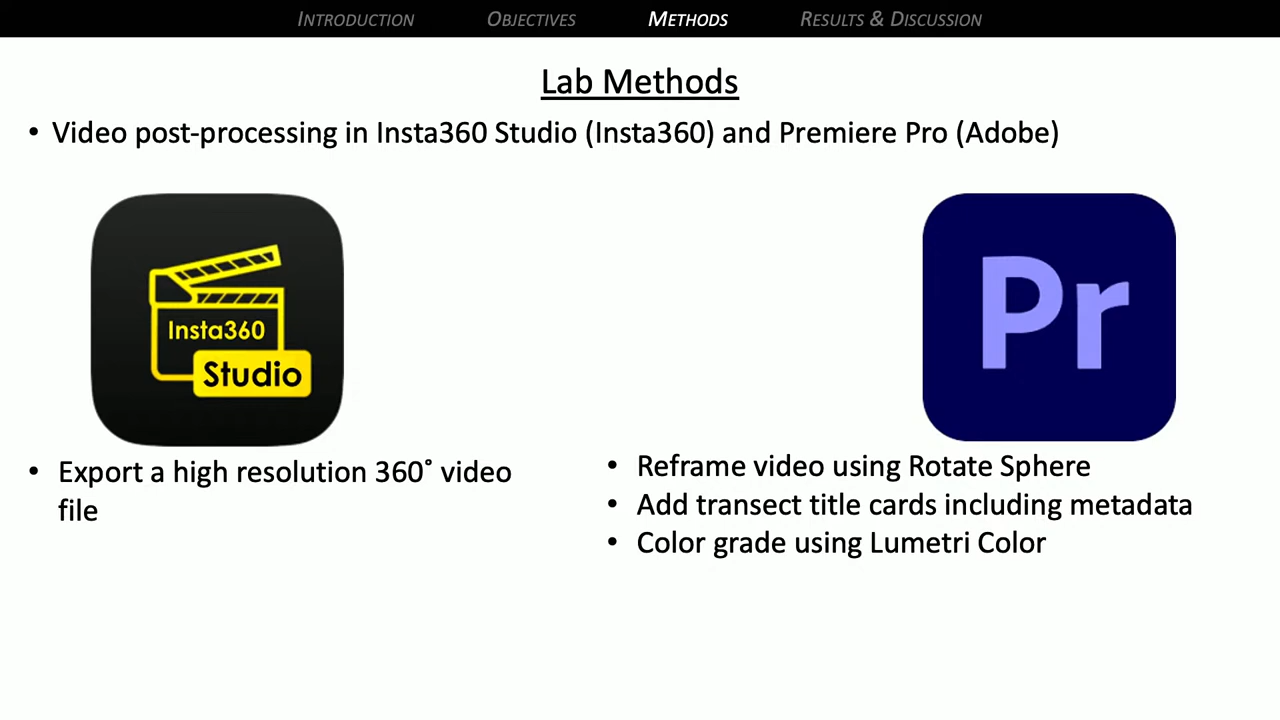 INTRODUCTION OBJECTIVES METHODS RESULTS & DISCUSSION
Lab Methods
• Video post-processing in Insta360 Studio (Insta360) and Premiere Pro (Adobe)
Insta360
Studio
Pr
• Export a high resolution 360° video
file
• Reframe video using Rotate Sphere
• Add transect title cards including metadata
• Color grade using Lumetri Color